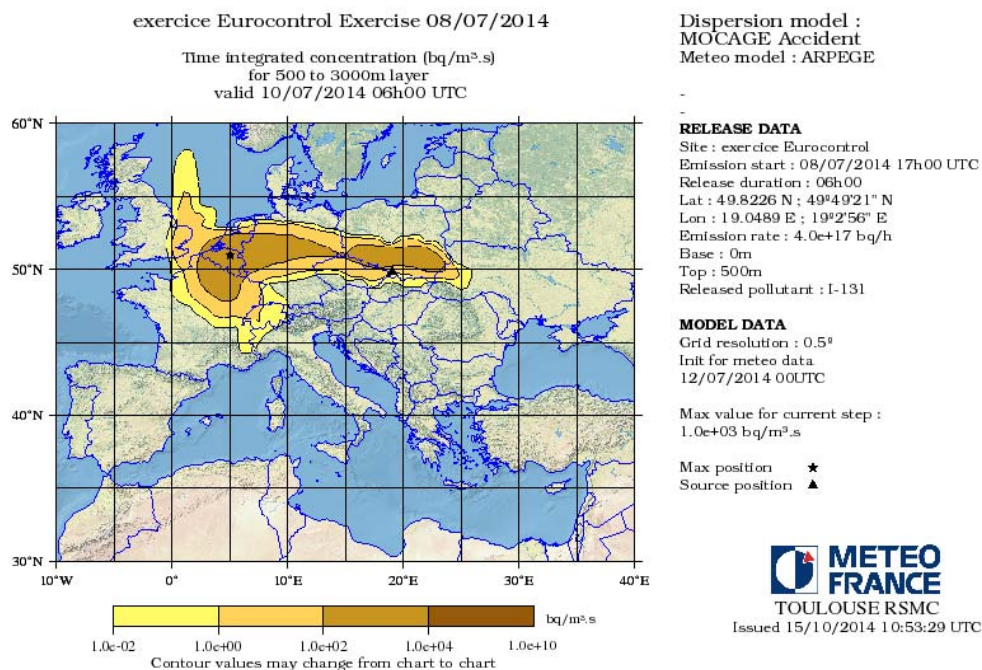 exercice Eurocontrol Exercise 08/07/2014
Time integrated concentration (bq/m³.s)
for 500 to 3000m layer
valid 10/07/2014 06h00 UTC
60°N
50°N
40°N
30°N
10°W
0°
10°E
20°E
30°E
40°E
bq/m³.s
1.0e-02
1.0e+00
1.0e+02
1.0e+04
1.0e+10
Contour values may change from chart to chart
Dispersion model :
MOCAGE Accident
Meteo model : ARPEGE
-
-
RELEASE DATA
Site : exercice Eurocontrol
Emission start : 08/07/2014 17h00 UTC
Release duration : 06h00
Lat : 49.8226 N ; 49°49'21" N
Lon : 19.0489 E ; 19°2'56" E
Emission rate : 4.0e+17 bq/h
Base : 0m
Top : 500m
Released pollutant : I-131
MODEL DATA
Grid resolution : 0.5º
Init for meteo data
12/07/2014 00UTC
Max value for current step :
1.0e+03 bq/m³.s
Max position ★
Source position ▲
METEO
FRANCE
TOULOUSE RSMC
Issued 15/10/2014 10:53:29 UTC